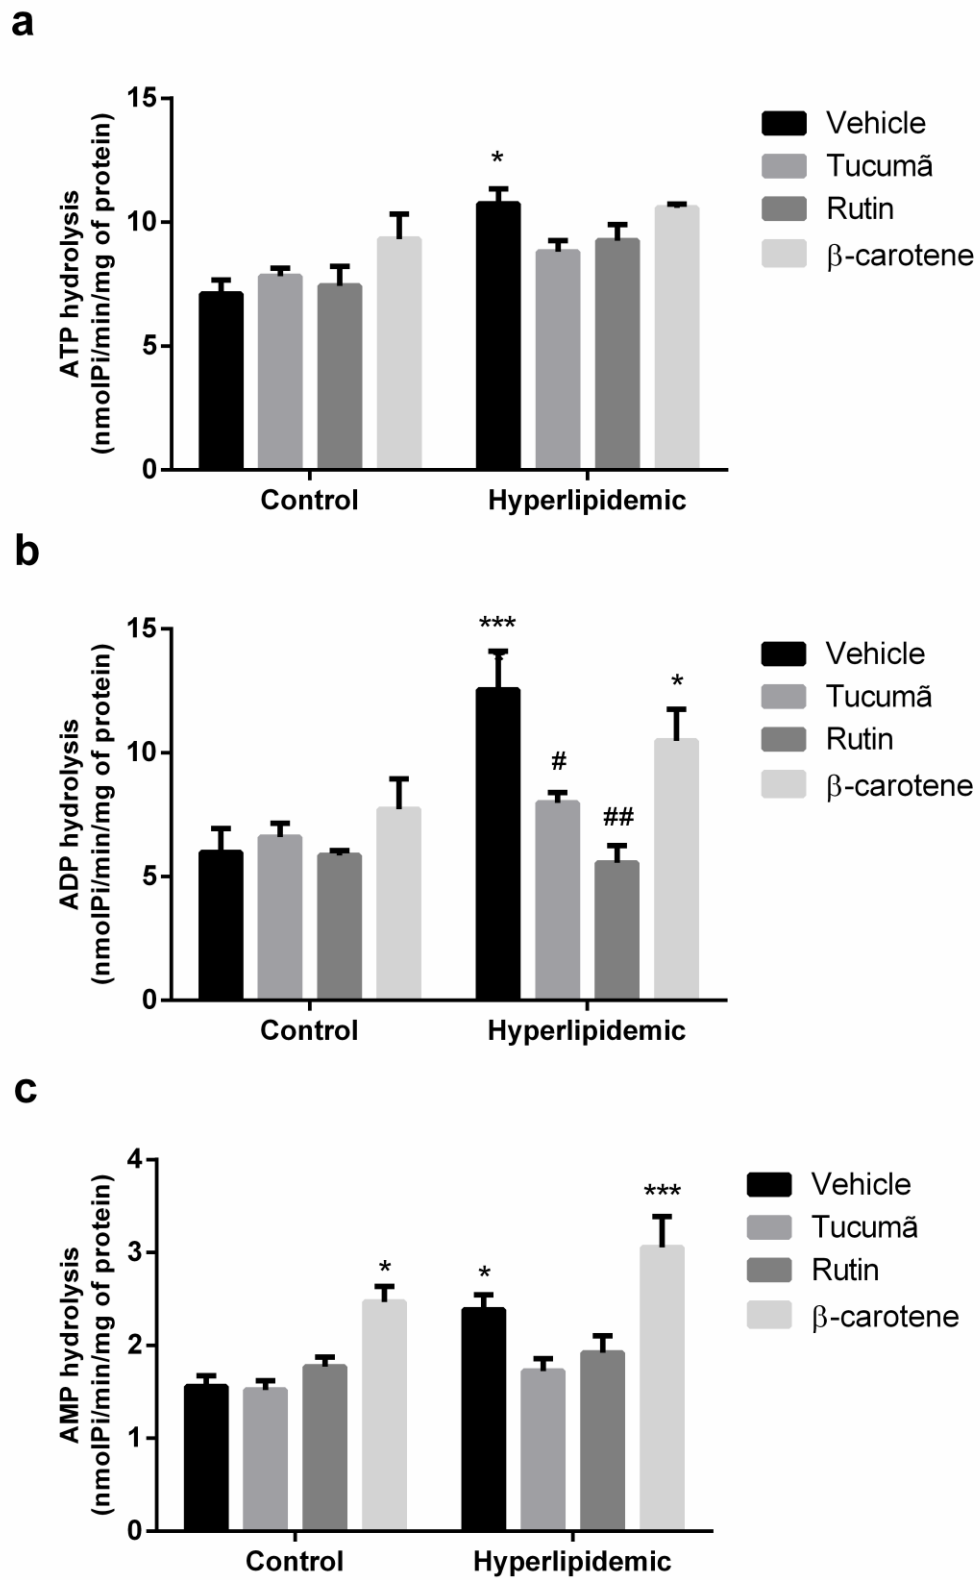 a
ATP hydrolysis
(nmolPi/min/mg of protein)
15
10
5
0
*
Control
Hyperlipidemic
Vehicle
Tucumã
Rutin
β-carotene
b
ADP hydrolysis
(nmolPi/min/mg of protein)
15
10
5
0
***
#
##
*
Control
Hyperlipidemic
Vehicle
Tucumã
Rutin
β-carotene
c
AMP hydrolysis
(nmolPi/min/mg of protein)
4
3
2
1
0
*
*
***
Control
Hyperlipidemic
Vehicle
Tucumã
Rutin
β-carotene